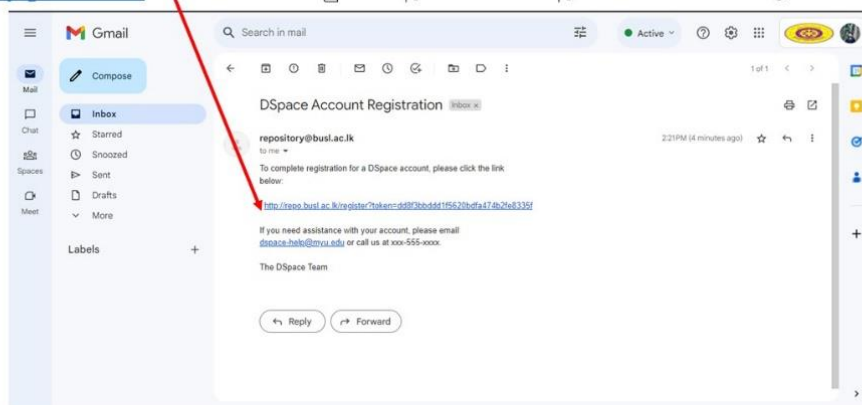 Gmail
Search in mail
Active
Mail
Compose
1 of 1
Inbox
DSpace Account Registration Inbox x
Chat
Starred
repository@busl.ac.lk
2:21PM (4 minutes ago)
to me
Snoozed
Spaces
Sent
To complete registration for a DSpace account, please click the link
below:
Drafts
Meet
More
http://repo.busl.ac.lk/register?token=dd8f3bbddd1f5620bdfa474b2fe8335f
If you need assistance with your account, please email
Labels +
dspace-help@myu.edu or call us at xxx-555-xxxx.
The DSpace Team
Reply
Forward